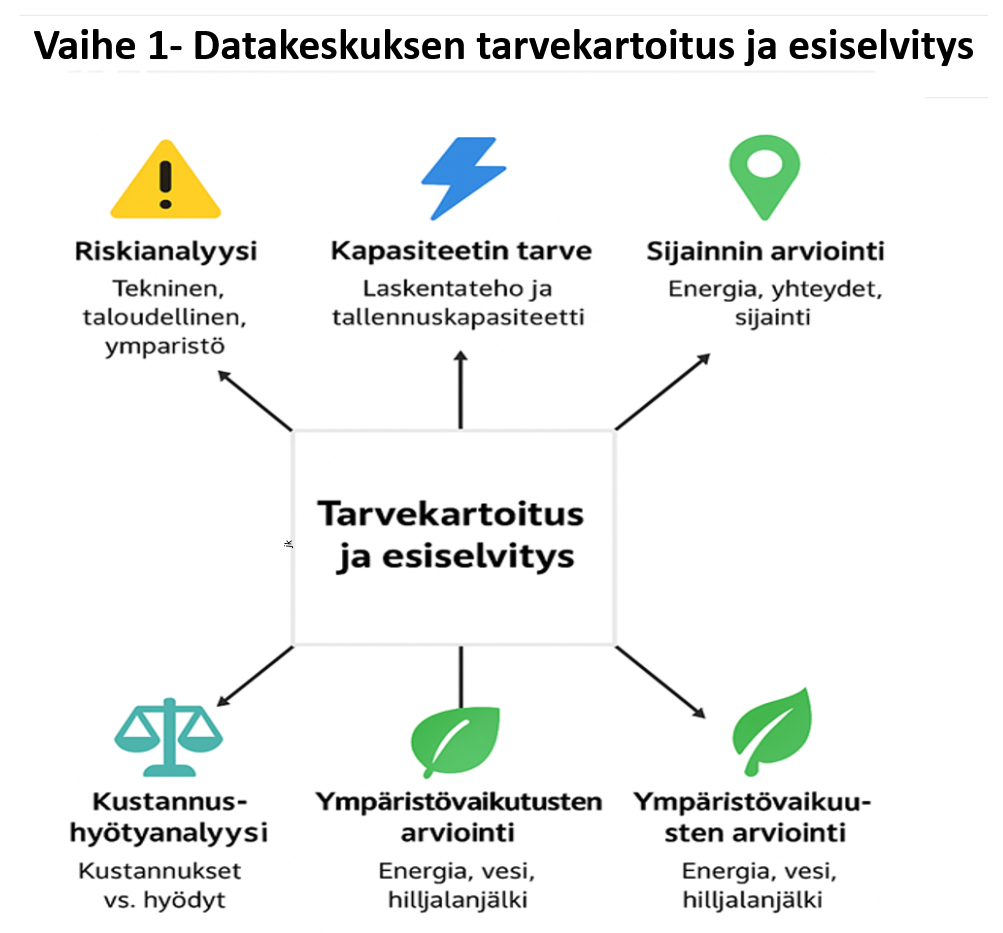 Vaihe 1- Datakeskuksen tarvekartoitus ja esiselvitys
Riskianalyysi
Tekninen,
taloudellinen,
ymparistö
Kapasiteetin tarve
Laskentateho ja
tallennuskapasiteetti
Sijainnin arviointi
Energia, yhteydet,
sijainti
Tarvekartoitus
ja esiselvitys
Kustannus-
hyötyanalyysi
Kustannukset
vs. hyödyt
Ympäristövaikutusten
arviointi
Energia, vesi,
hilljalanjälki
Ympäristövaikuu-
sten arviointi
Energia, vesi,
hilljalanjälki